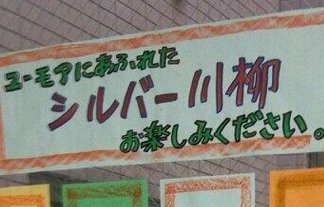 ユーモアにあふれた
シルバー川柳
お楽しみください。